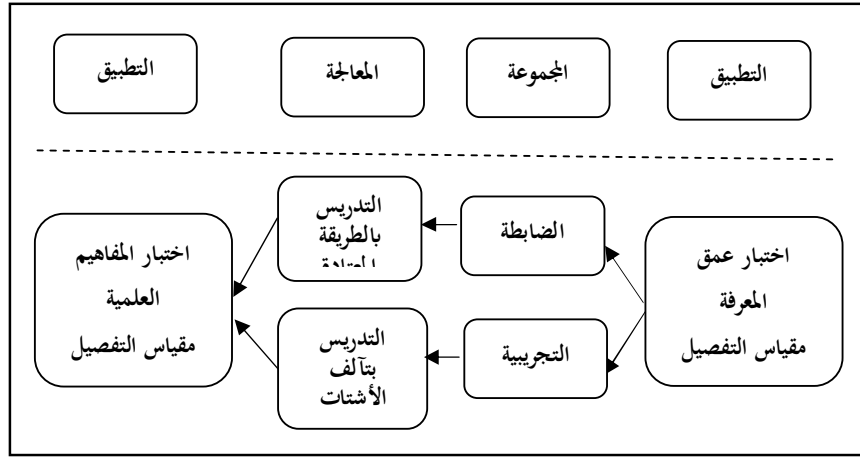 التطبيق
المجموعة
المعالجة
التطبيق
اختبار عمق
المعرفة
مقياس التفصيل
الضابطة
التدريس
بالطريقة
التجريبية
التدريس
بتآلف
الأشتات
اختبار المفاهيم
العلمية
مقياس التفصيل